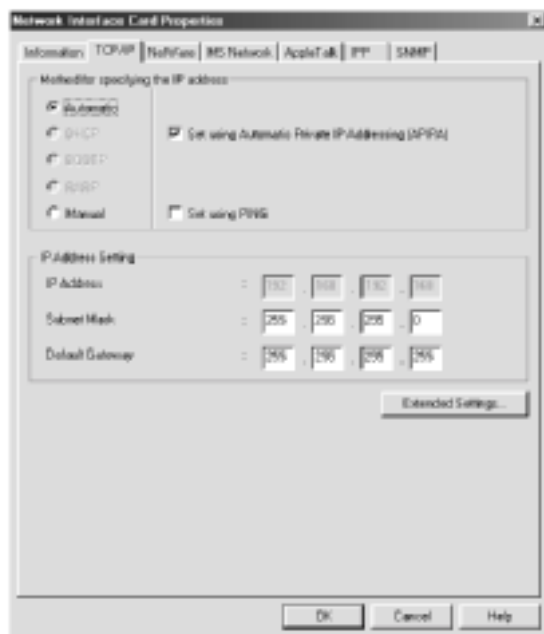 Network Interface Card Properties
Information TCP/IP NetWare MS Network AppleTalk IPP SNMP
Method for specifying the IP address
Automatic
DHCP Set using Automatic Private IP Addressing (APIPA)
BOOTP
RARP
Manual Set using PING
IP Address Setting
IP Address : 192 . 168 . 192 . 168
Subnet Mask : 255 . 255 . 255 . 0
Default Gateway : 255 . 255 . 255 . 255
Extended Settings...
OK Cancel Help